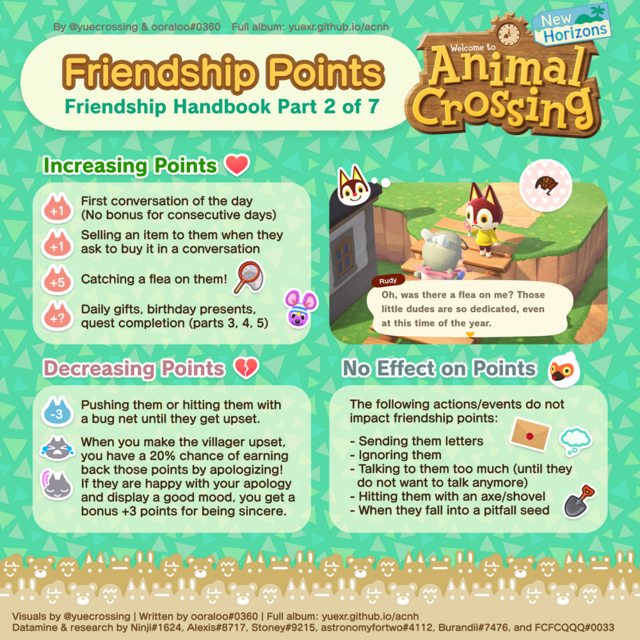 By @yuecrossing & ooraloo#0360    Full album: yuexr.github.io/acnh
New
Horizons
Welcome to
Animal
Crossing
Friendship Points
Friendship Handbook Part 2 of 7
Increasing Points
+1
First conversation of the day
(No bonus for consecutive days)
+1
Selling an item to them when they
ask to buy it in a conversation
+5
Catching a flea on them!
+?
Daily gifts, birthday presents,
quest completion (parts 3, 4, 5)
Rudy
Oh, was there a flea on me? Those
little dudes are so dedicated, even
at this time of the year.
Decreasing Points
-3
Pushing them or hitting them with
a bug net until they get upset.
When you make the villager upset,
you have a 20% chance of earning
back those points by apologizing!
If they are happy with your apology
and display a good mood, you get a
bonus +3 points for being sincere.
No Effect on Points
The following actions/events do not
impact friendship points:
- Sending them letters
- Ignoring them
- Talking to them too much (until they
do not want to talk anymore)
- Hitting them with an axe/shovel
- When they fall into a pitfall seed
Visuals by @yuecrossing | Written by ooraloo#0360 | Full album: yuexr.github.io/acnh
Datamine & research by Ninji#1624, Alexis#8717, Stoney#9215, astronomyfortwo#4112, Burandii#7476, and FCFCQQQ#0033